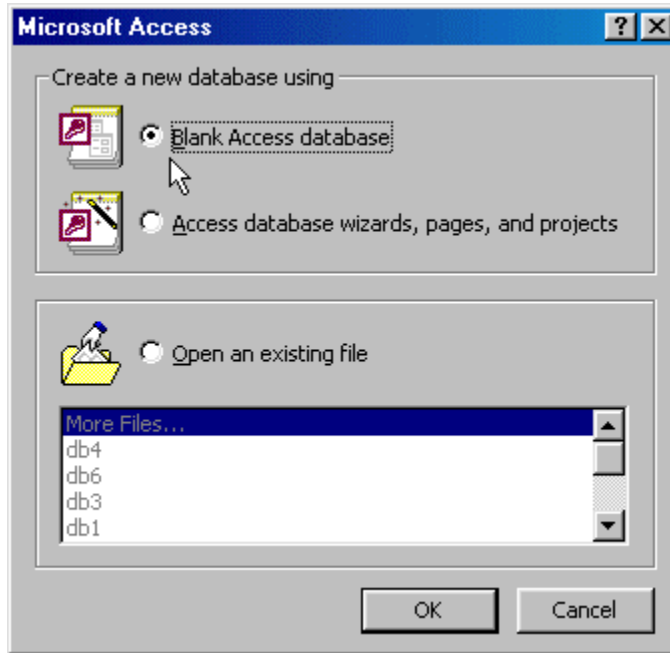 Microsoft Access
Create a new database using
Blank Access database
Access database wizards, pages, and projects
Open an existing file
More Files...
db4
db6
db3
db1
OK
Cancel